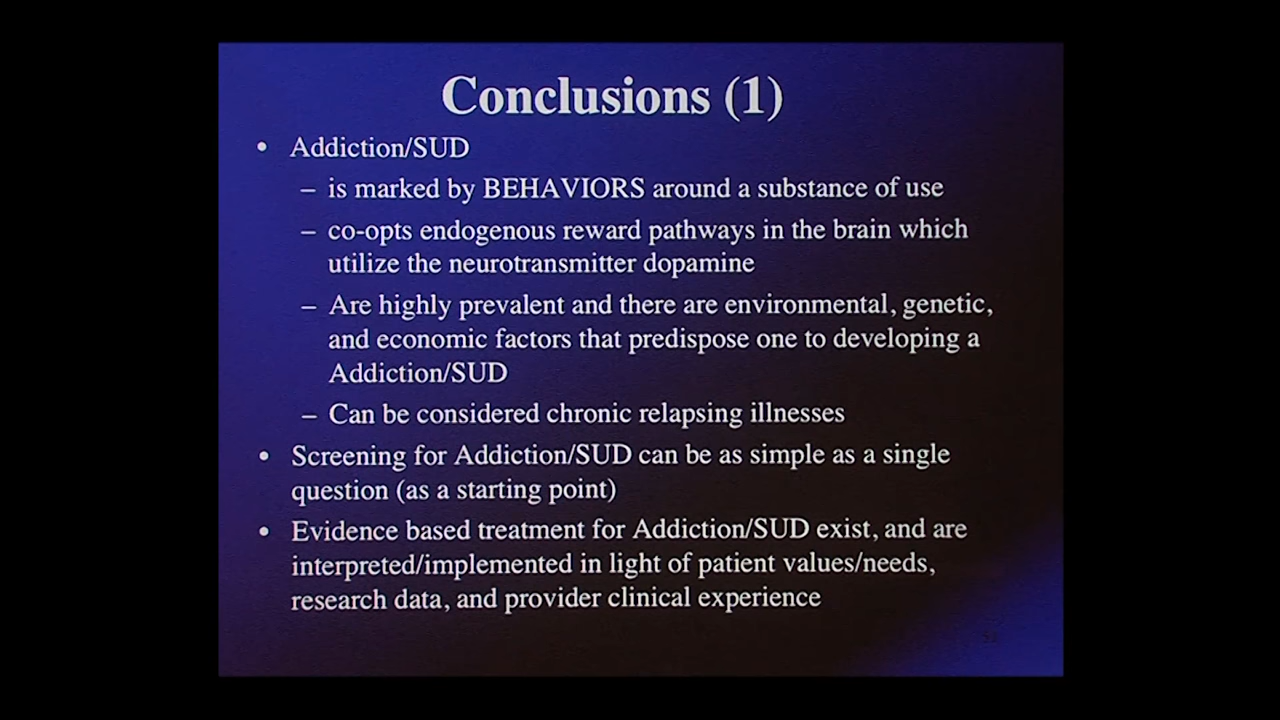 Conclusions (1)
• Addiction/SUD
– is marked by BEHAVIORS around a substance of use
– co-opts endogenous reward pathways in the brain which
utilize the neurotransmitter dopamine
– Are highly prevalent and there are environmental, genetic,
and economic factors that predispose one to developing a
Addiction/SUD
– Can be considered chronic relapsing illnesses
• Screening for Addiction/SUD can be as simple as a single
question (as a starting point)
• Evidence based treatment for Addiction/SUD exist, and are
interpreted/implemented in light of patient values/needs,
research data, and provider clinical experience